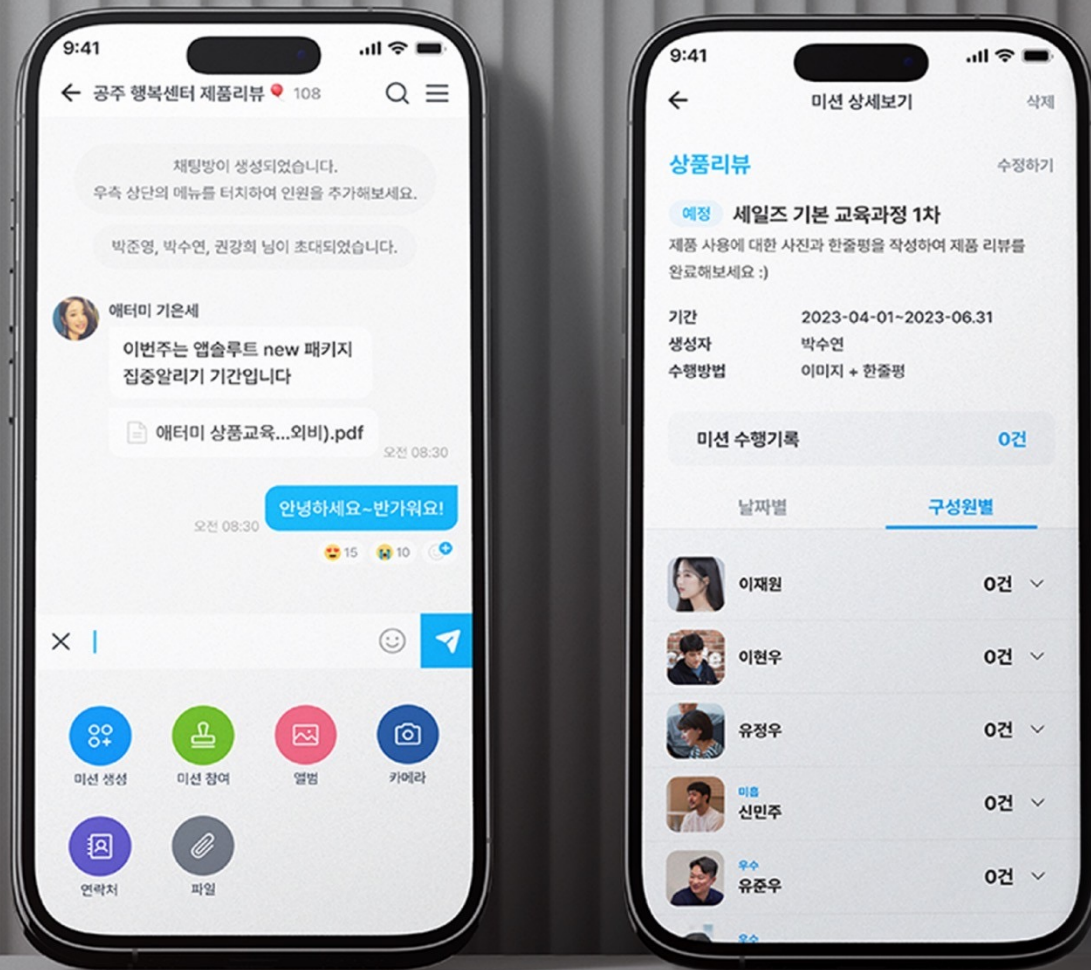 9:41
공주 행복센터 제품리뷰 108
채팅방이 생성되었습니다.
우측 상단의 메뉴를 터치하여 인원을 추가해보세요.
박준영, 박수연, 권강희 님이 초대되었습니다.
애터미 기은세
이번주는 앱솔루트 new 패키지
집중알리기 기간입니다
애터미 상품교육...외비).pdf
오전 08:30
안녕하세요~반가워요!
오전 08:30
15 10
미션 생성
미션 참여
앨범
카메라
연락처
파일
9:41
미션 상세보기
삭제
상품리뷰
수정하기
예정 세일즈 기본 교육과정 1차
제품 사용에 대한 사진과 한줄평을 작성하여 제품 리뷰를
완료해보세요 :)
기간 2023-04-01~2023-06.31
생성자 박수연
수행방법 이미지 + 한줄평
미션 수행기록 0건
날짜별 구성원별
이재원 0건
이현우 0건
유정우 0건
미흡
신민주 0건
우수
유준우 0건
우수